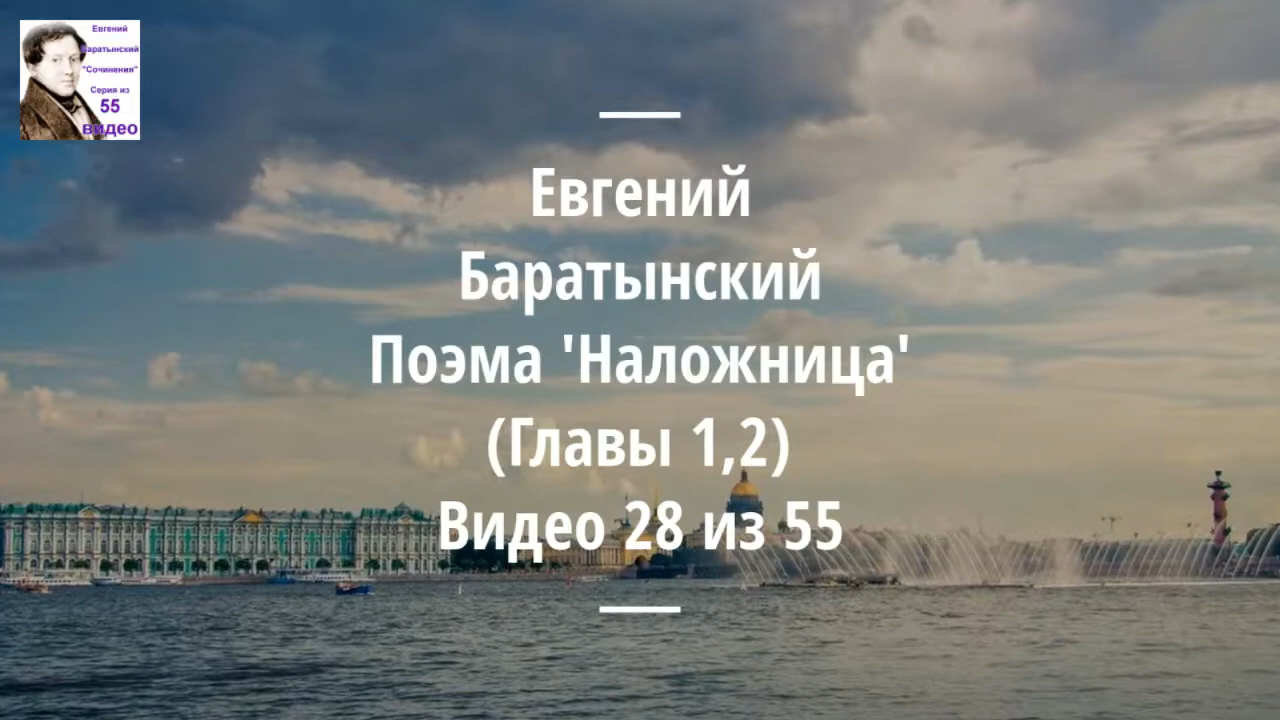 Евгений
Баратынский
"Сочинения"
Серия из
55
видео
Евгений
Баратынский
Поэма 'Наложница'
(Главы 1,2)
Видео 28 из 55